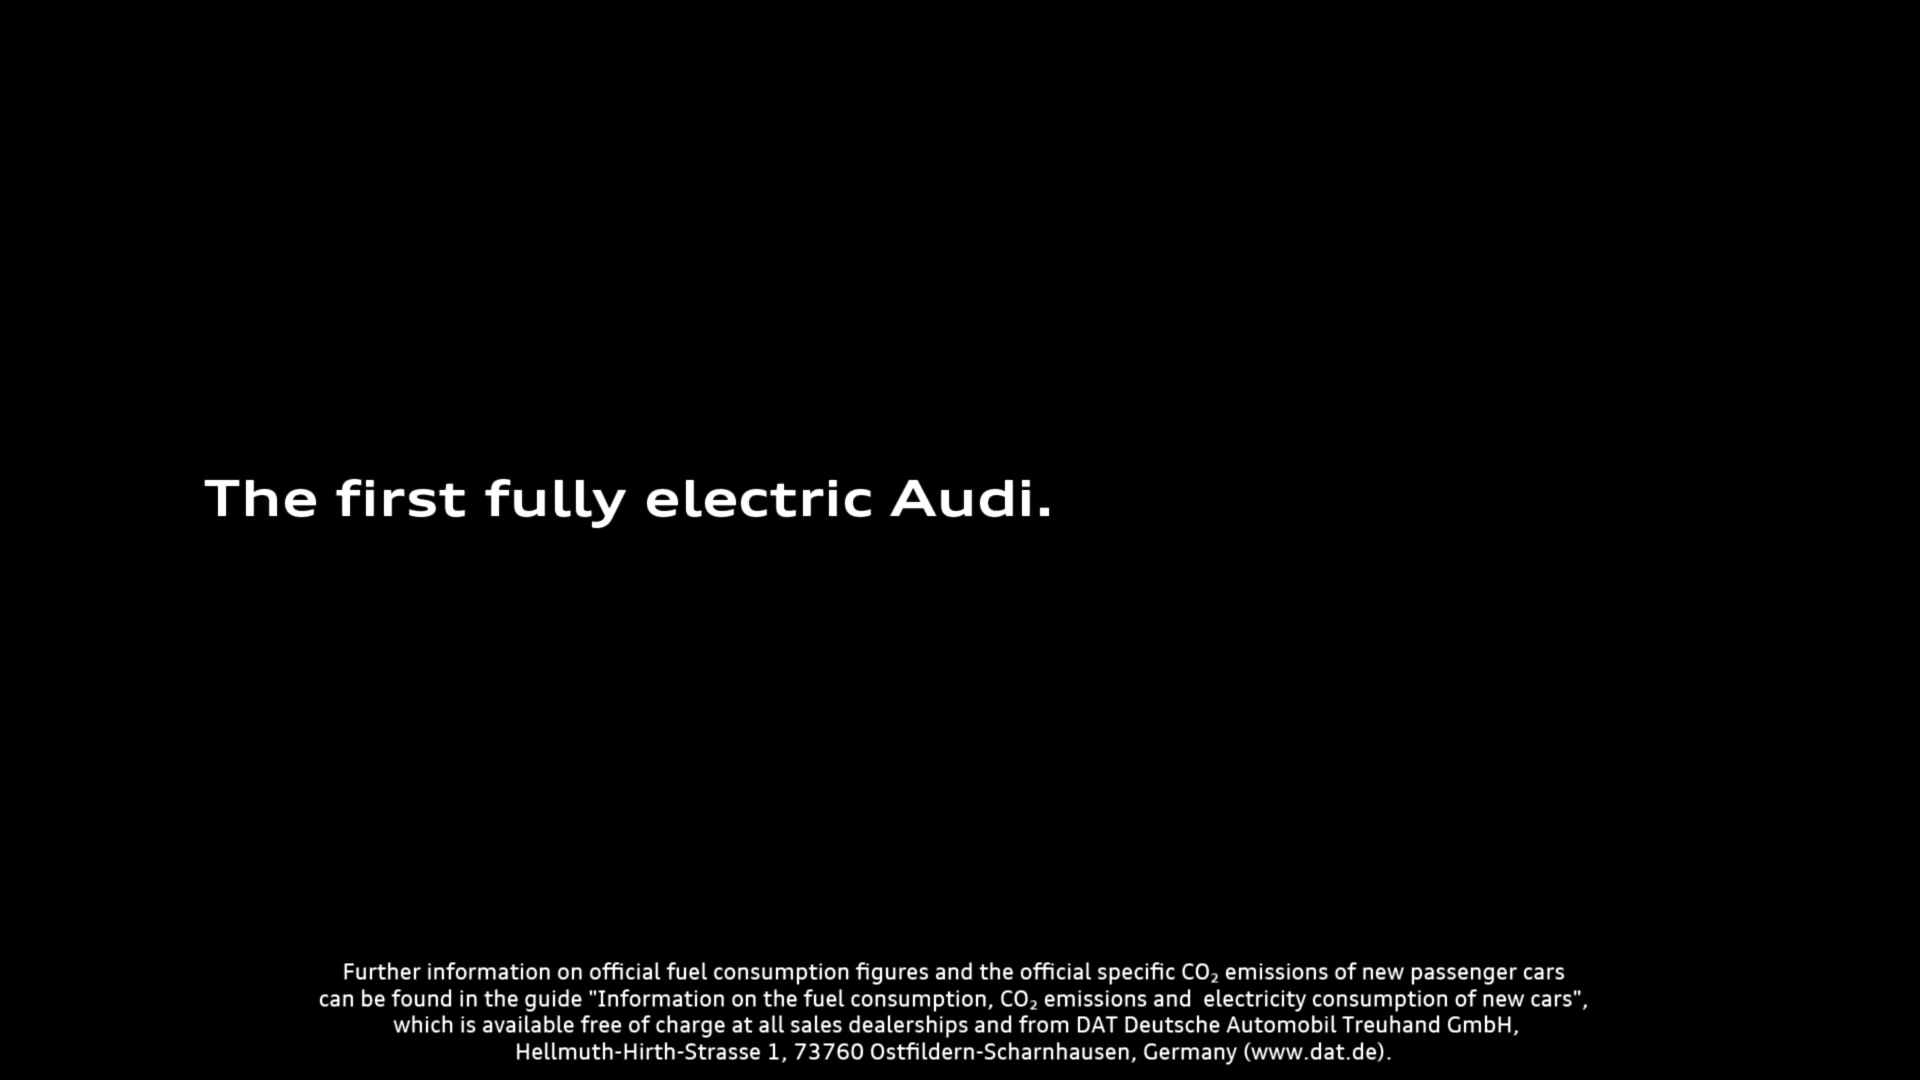 The first fully electric Audi.
Further information on official fuel consumption figures and the official specific CO₂ emissions of new passenger cars
can be found in the guide "Information on the fuel consumption, CO₂ emissions and  electricity consumption of new cars",
which is available free of charge at all sales dealerships and from DAT Deutsche Automobil Treuhand GmbH,
Hellmuth-Hirth-Strasse 1, 73760 Ostfildern-Scharnhausen, Germany (www.dat.de).